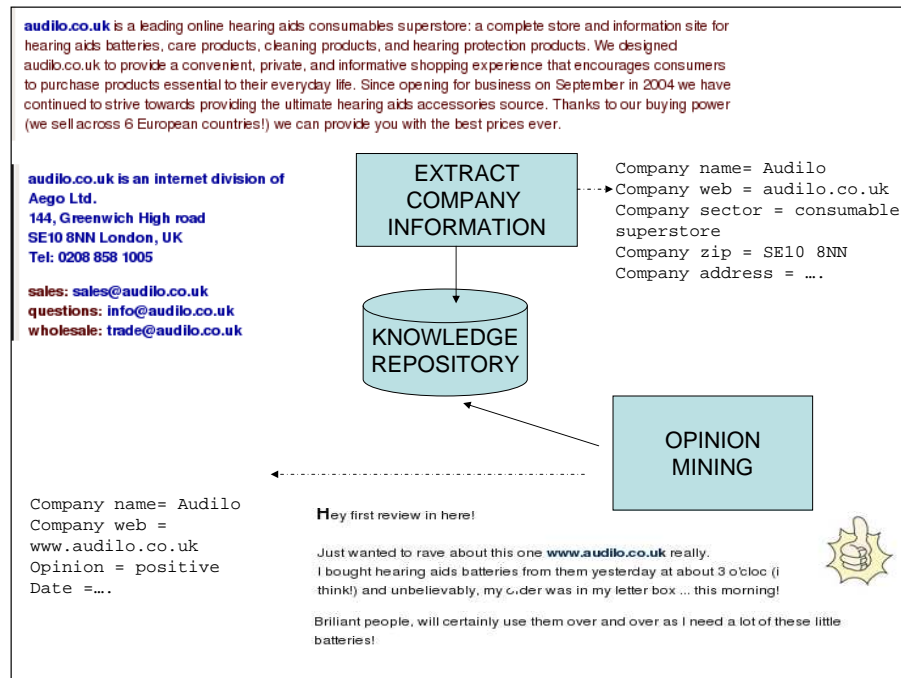 audilo.co.uk is a leading online hearing aids consumables superstore: a complete store and information site for
hearing aids batteries, care products, cleaning products, and hearing protection products. We designed
audilo.co.uk to provide a convenient, private, and informative shopping experience that encourages consumers
to purchase products essential to their everyday life. Since opening for business on September in 2004 we have
continued to strive towards providing the ultimate hearing aids accessories source. Thanks to our buying power
(we sell across 6 European countries!) we can provide you with the best prices ever.
audilo.co.uk is an internet division of
Aego Ltd.
144, Greenwich High road
SE10 8NN London, UK
Tel: 0208 858 1005
sales: sales@audilo.co.uk
questions: info@audilo.co.uk
wholesale: trade@audilo.co.uk
EXTRACT
COMPANY
INFORMATION
Company name= Audilo
Company web = audilo.co.uk
Company sector = consumable
superstore
Company zip = SE10 8NN
Company address = ….
KNOWLEDGE
REPOSITORY
OPINION
MINING
Company name= Audilo
Company web =
www.audilo.co.uk
Opinion = positive
Date =….
Hey first review in here!
Just wanted to rave about this one www.audilo.co.uk really.
I bought hearing aids batteries from them yesterday at about 3 o'cloc (i
think!) and unbelievably, my order was in my letter box ... this morning!
Briliant people, will certainly use them over and over as I need a lot of these little
batteries!